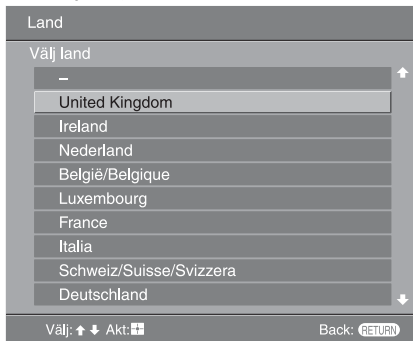 Land
Välj land
–
United Kingdom
Ireland
Nederland
België/Belgique
Luxembourg
France
Italia
Schweiz/Suisse/Svizzera
Deutschland
Välj: Akt: Back: RETURN